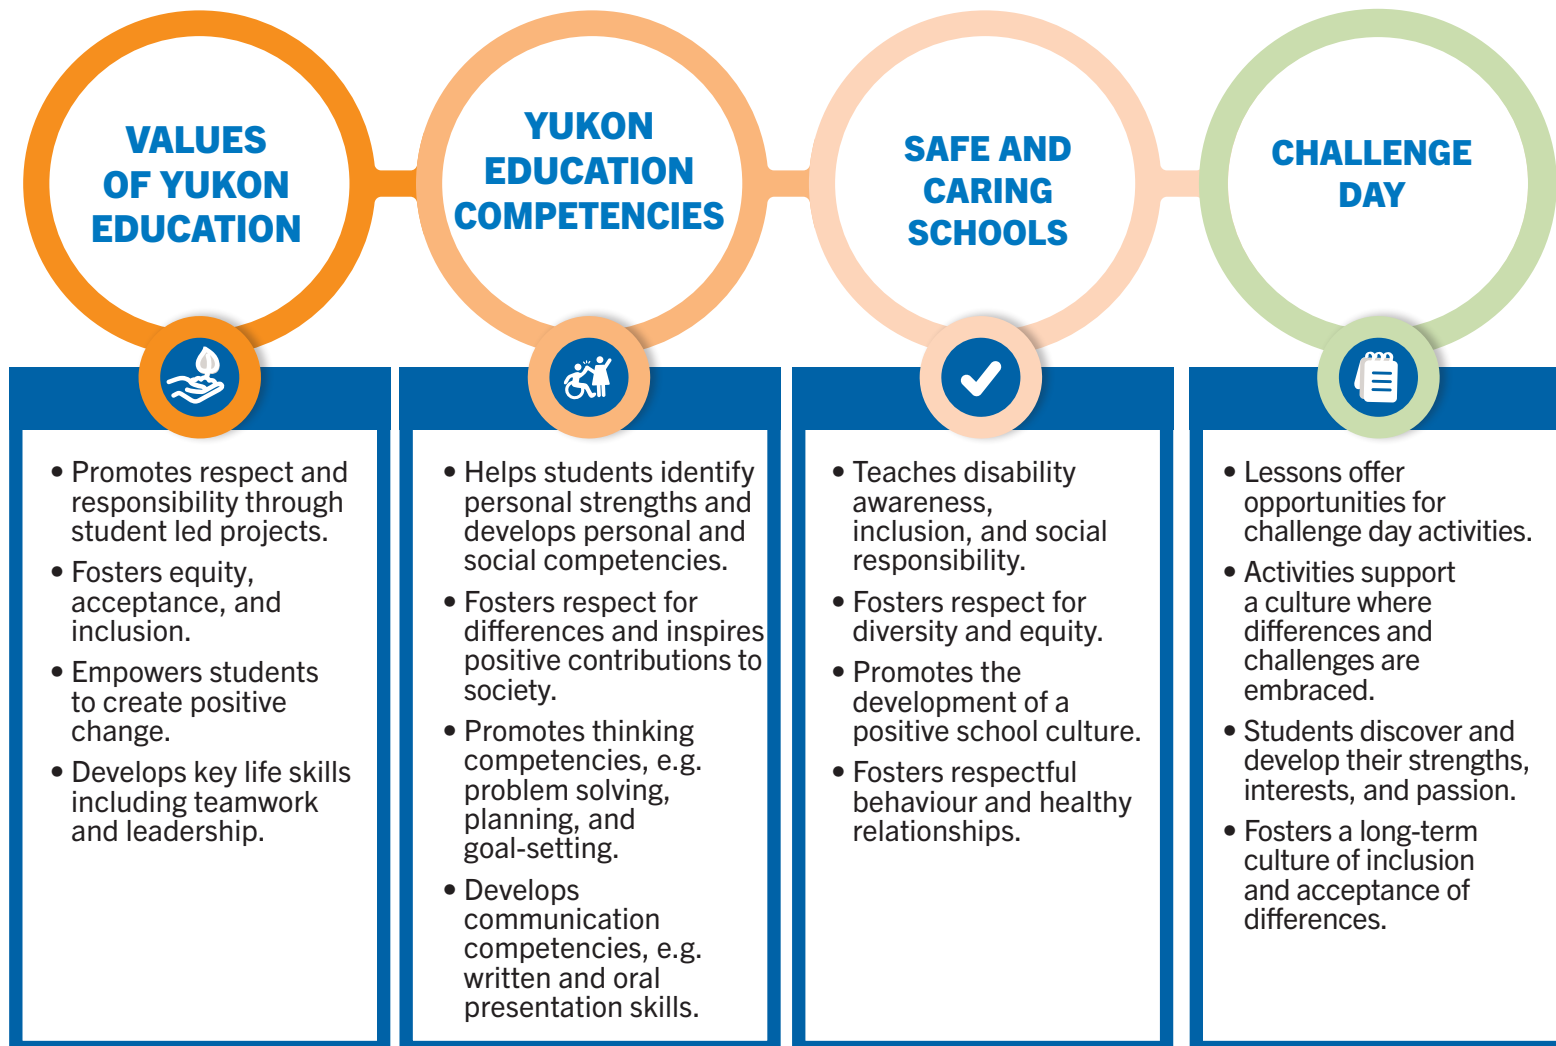 VALUES
OF YUKON
EDUCATION
• Promotes respect and
responsibility through
student led projects.
• Fosters equity,
acceptance, and
inclusion.
• Empowers students
to create positive
change.
• Develops key life skills
including teamwork
and leadership.
YUKON
EDUCATION
COMPETENCIES
• Helps students identify
personal strengths and
develops personal and
social competencies.
• Fosters respect for
differences and inspires
positive contributions to
society.
• Promotes thinking
competencies, e.g.
problem solving,
planning, and
goal-setting.
• Develops
communication
competencies, e.g.
written and oral
presentation skills.
SAFE AND
CARING
SCHOOLS
• Teaches disability
awareness,
inclusion, and social
responsibility.
• Fosters respect for
diversity and equity.
• Promotes the
development of a
positive school culture.
• Fosters respectful
behaviour and healthy
relationships.
CHALLENGE
DAY
• Lessons offer
opportunities for
challenge day activities.
• Activities support
a culture where
differences and
challenges are
embraced.
• Students discover and
develop their strengths,
interests, and passion.
• Fosters a long-term
culture of inclusion
and acceptance of
differences.